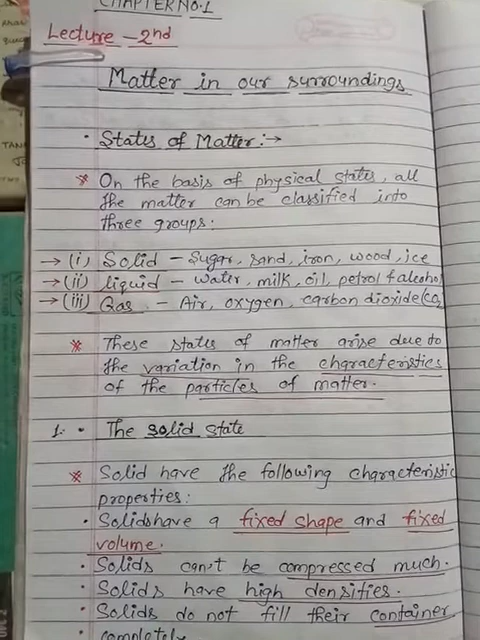 CHAPTER NO.1
Lecture - 2nd
Matter in our surroundings
• States of Matter :→
* On the basis of physical states, all
the matter can be classified into
three groups:
→ (i) Solid - Sugar, sand, iron, wood, ice
→ (ii) liquid - Water, milk, oil, petrol & alcohol
→ (iii) Gas - Air, oxygen, carbon dioxide (CO2
* These states of matter arise due to
the variation in the characteristics
of the particles of matter.
1. • The solid state
* Solid have the following characteristic
properties:
• Solids have a fixed shape and fixed
volume.
• Solids can't be compressed much.
• Solids have high densities.
• Solids do not fill their container
• completely